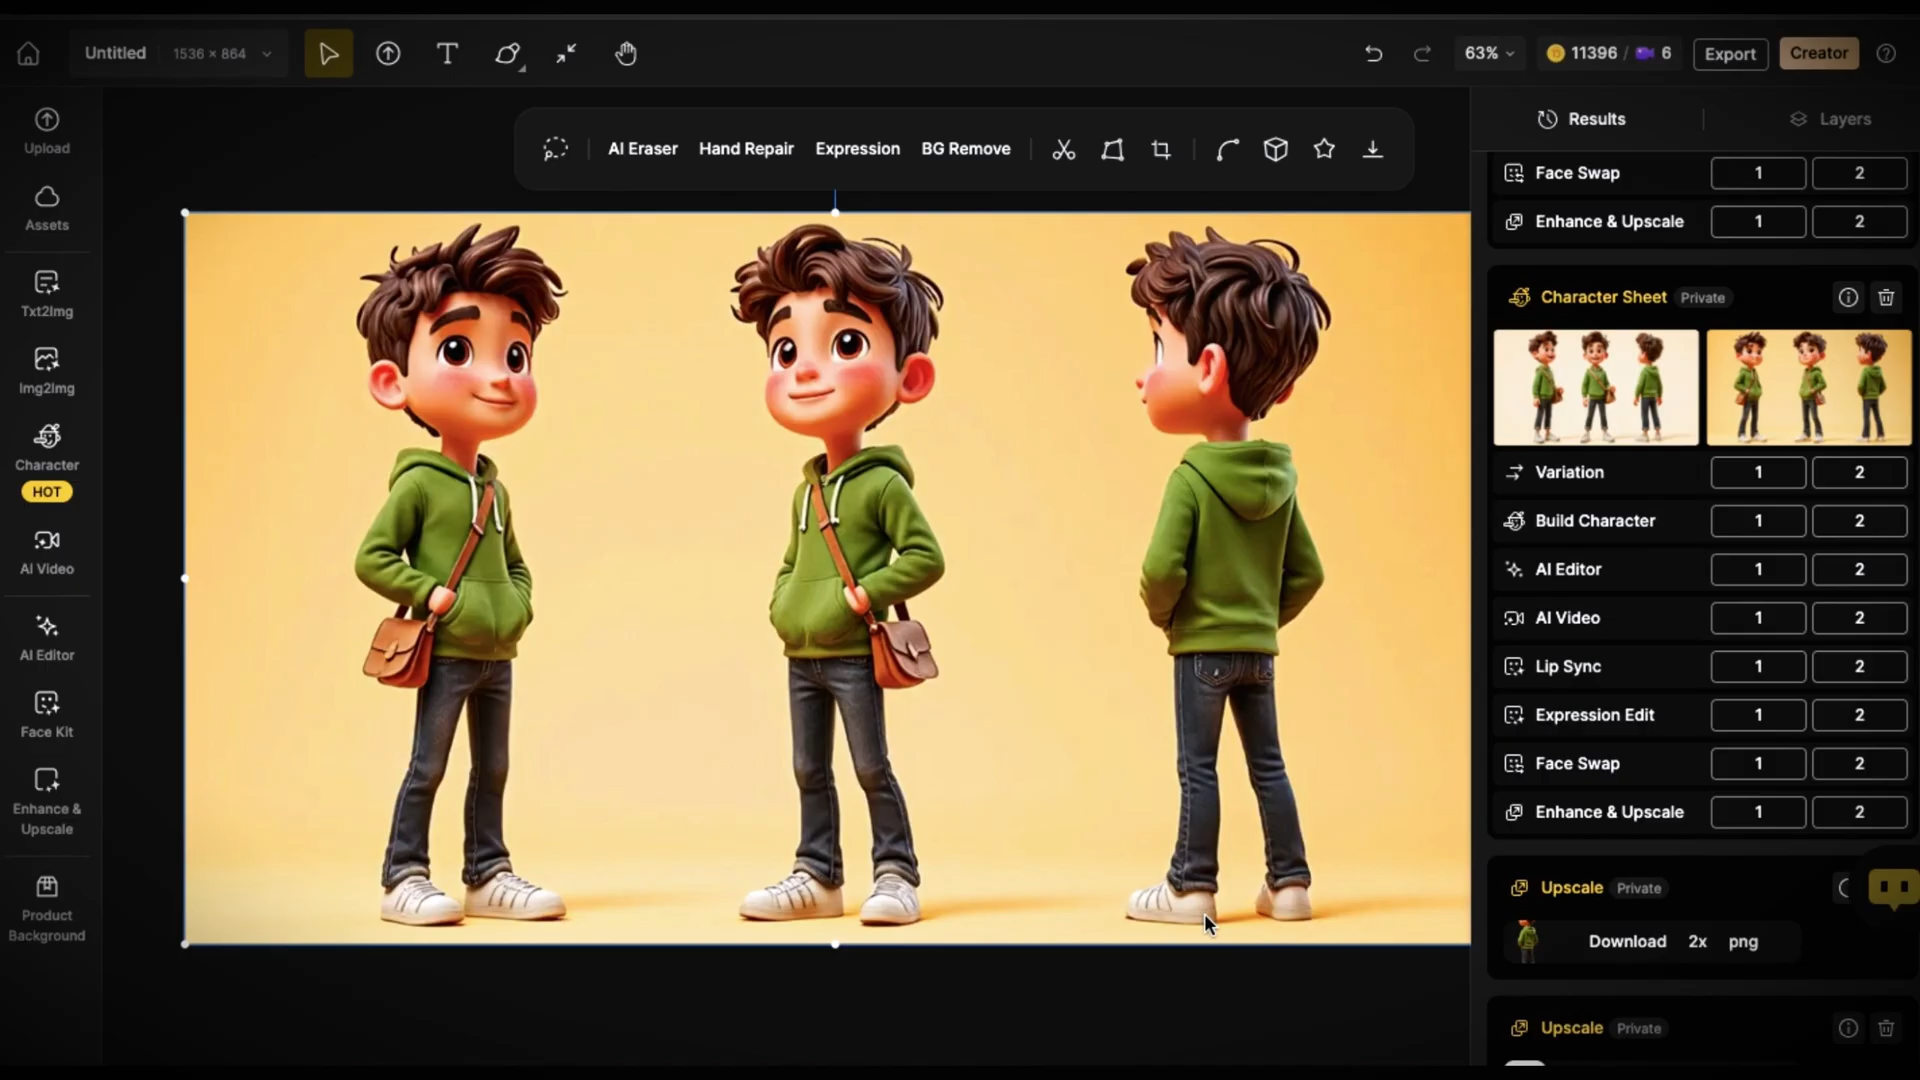 Untitled 1536 × 864
63%
11396 / 6
Export
Creator
Upload
Assets
Txt2Img
Img2Img
Character
HOT
AI Video
AI Editor
Face Kit
Enhance &
Upscale
Product
Background
AI Eraser Hand Repair Expression BG Remove
Results Layers
Face Swap 1 2
Enhance & Upscale 1 2
Character Sheet Private
Variation 1 2
Build Character 1 2
AI Editor 1 2
AI Video 1 2
Lip Sync 1 2
Expression Edit 1 2
Face Swap 1 2
Enhance & Upscale 1 2
Upscale Private
Download 2x png
Upscale Private